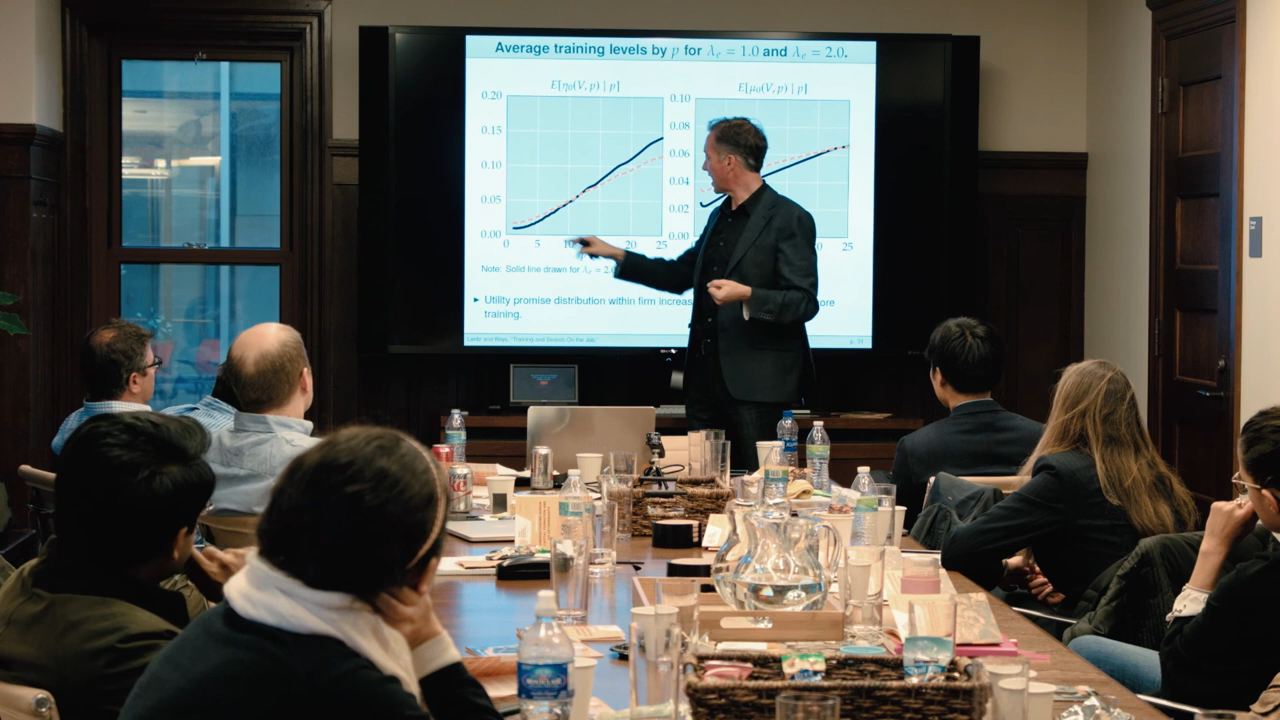 Average training levels by p for λₑ = 1.0 and λₑ = 2.0.
E[η₀(V, p) | p]
E[μ₀(V, p) | p]
0.20
0.15
0.10
0.05
0.00
0 5 10 20 25
0.10
0.08
0.06
0.04
0.02
0.00
25
Note: Solid line drawn for λₑ = 2.0
▸ Utility promise distribution within firm increas
training.
p. 31